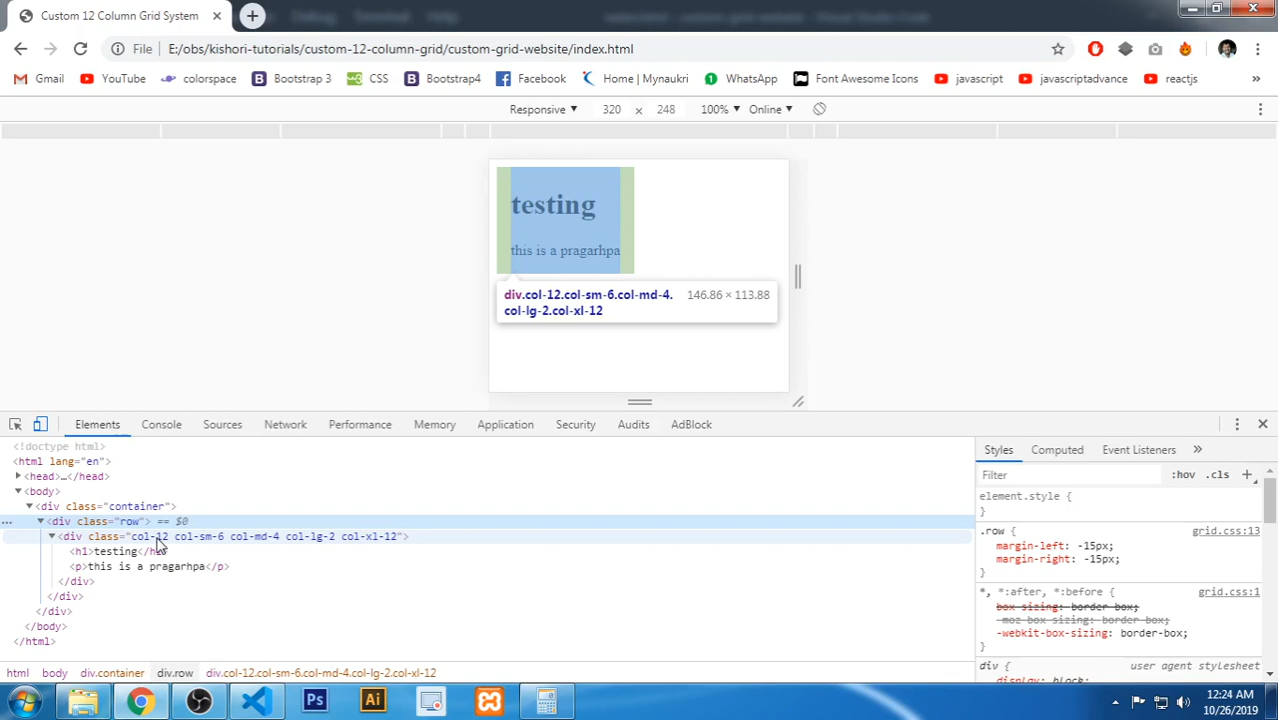 Custom 12 Column Grid System
File E:/obs/kishori-tutorials/custom-12-column-grid/custom-grid-website/index.html
Gmail YouTube colorspace Bootstrap 3 CSS Bootstrap4 Facebook Home | Mynaukri WhatsApp Font Awesome Icons javascript javascriptadvance reactjs »
Responsive 320 × 248 100% Online
testing
this is a pragarhpa
div.col-12.col-sm-6.col-md-4. 146.86 × 113.88
col-lg-2.col-xl-12
Elements Console Sources Network Performance Memory Application Security Audits AdBlock
<!doctype html>
<html lang="en">
<head>…</head>
<body>
<div class="container">
<div class="row"> == $0
<div class="col-12 col-sm-6 col-md-4 col-lg-2 col-xl-12">
<h1>testing</h1>
<p>this is a pragarhpa</p>
</div>
</div>
</div>
</body>
</html>
html body div.container div.row div.col-12.col-sm-6.col-md-4.col-lg-2.col-xl-12
Styles Computed Event Listeners »
Filter :hov .cls +
element.style {
}
.row { grid.css:13
margin-left: -15px;
margin-right: -15px;
}
*, *:after, *:before { grid.css:1
box-sizing: border-box;
-moz-box-sizing: border-box;
-webkit-box-sizing: border-box;
}
div { user agent stylesheet
display: block;
Ps Ai
12:24 AM
10/26/2019